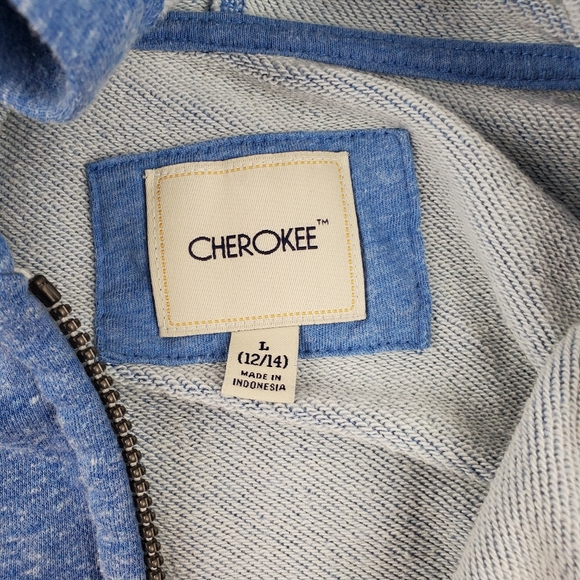 CHEROKEE™
L
(12/14)
MADE IN
INDONESIA